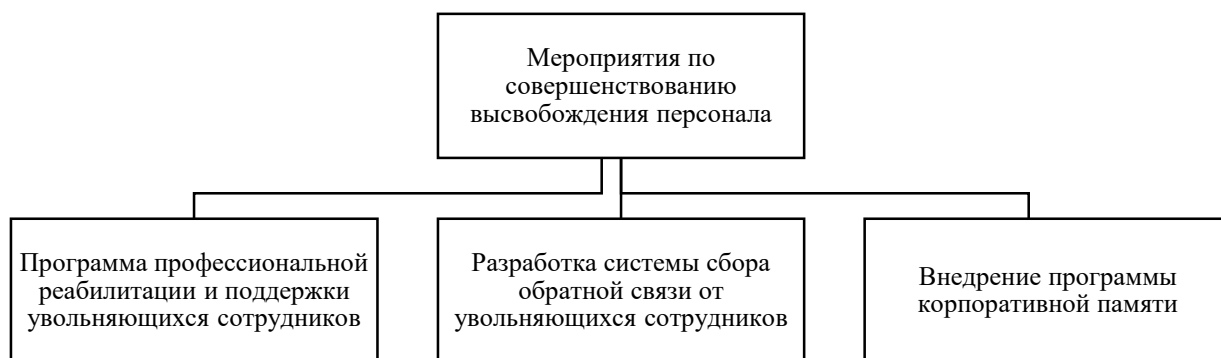 Мероприятия по
совершенствованию
высвобождения персонала
Программа профессиональной
реабилитации и поддержки
увольняющихся сотрудников
Разработка системы сбора
обратной связи от
увольняющихся сотрудников
Внедрение программы
корпоративной памяти